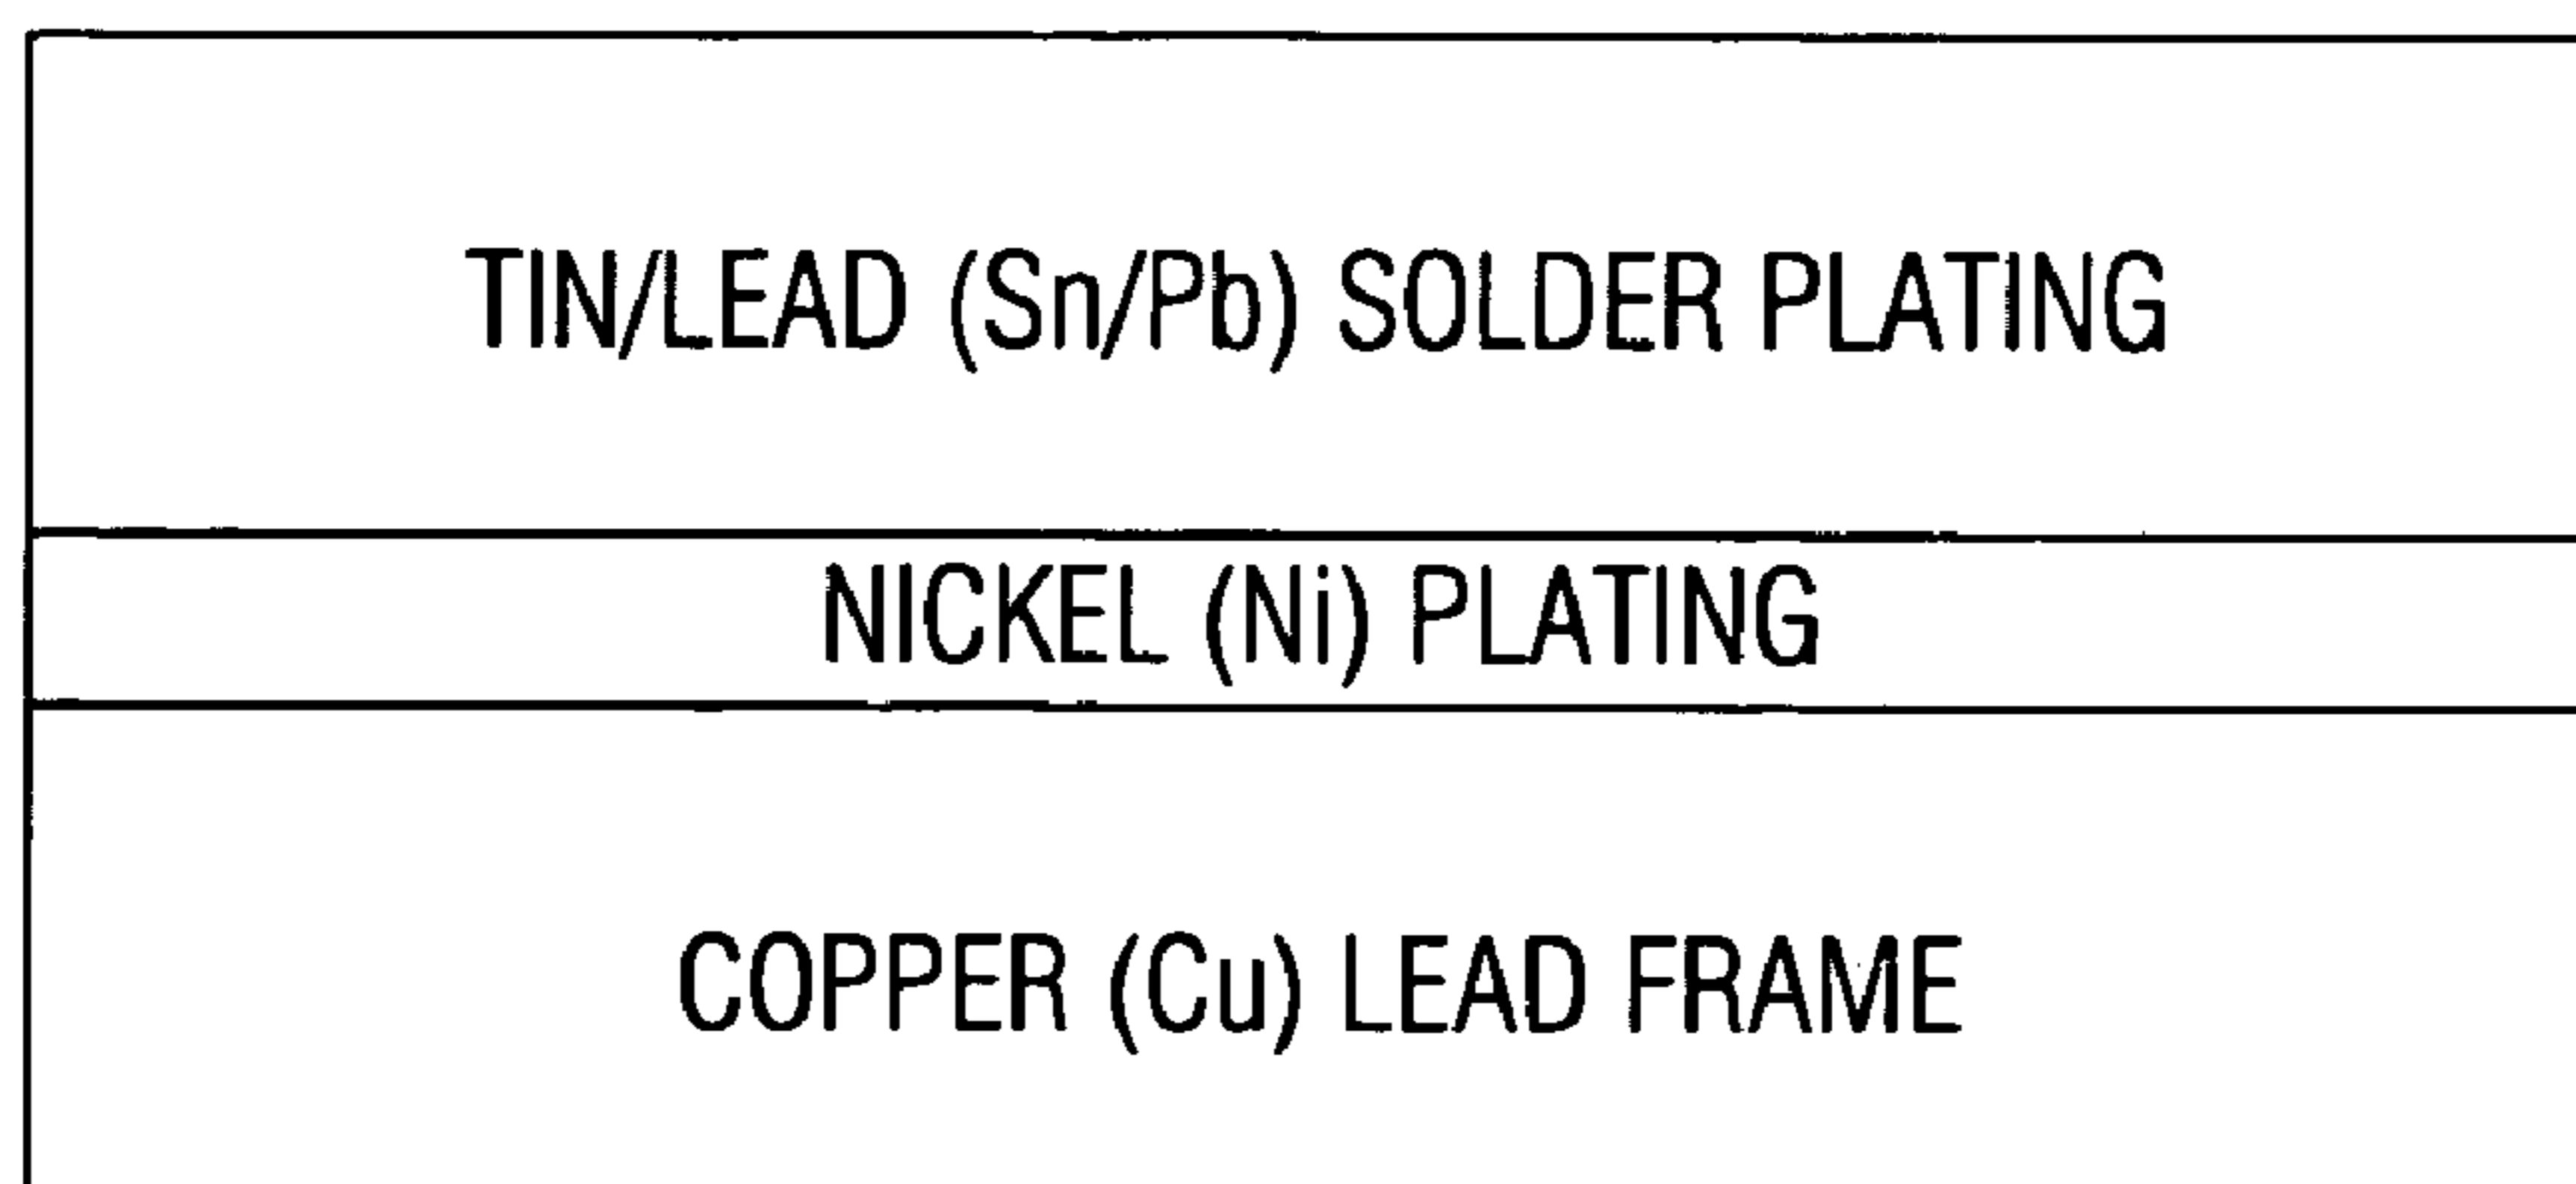 TIN/LEAD (Sn/Pb) SOLDER PLATING
NICKEL (Ni) PLATING
COPPER (Cu) LEAD FRAME